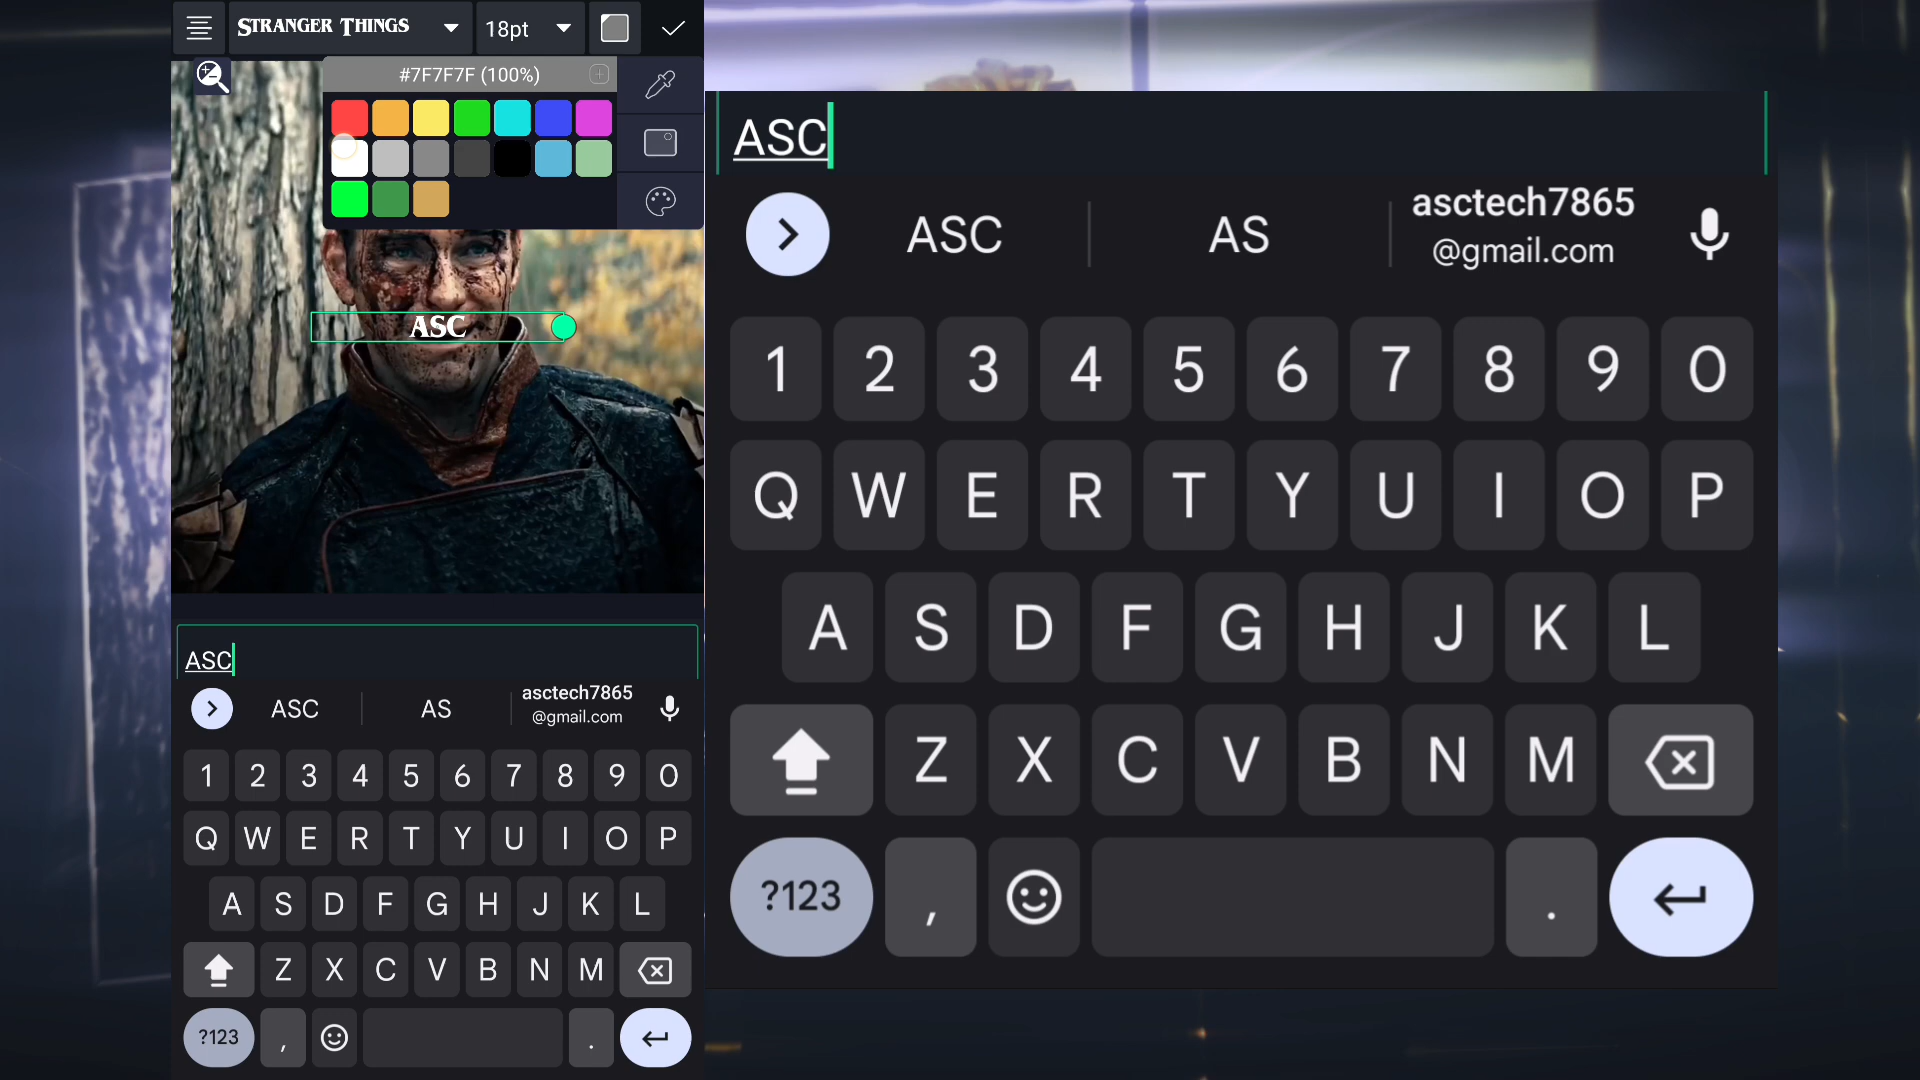 STRANGER THINGS
18pt
#7F7F7F (100%)
ASC
ASC
ASC
AS
asctech7865
@gmail.com
1 2 3 4 5 6 7 8 9 0
Q W E R T Y U I O P
A S D F G H J K L
Z X C V B N M
?123 , .
ASC
ASC
AS
asctech7865
@gmail.com
1 2 3 4 5 6 7 8 9 0
Q W E R T Y U I O P
A S D F G H J K L
Z X C V B N M
?123 , .